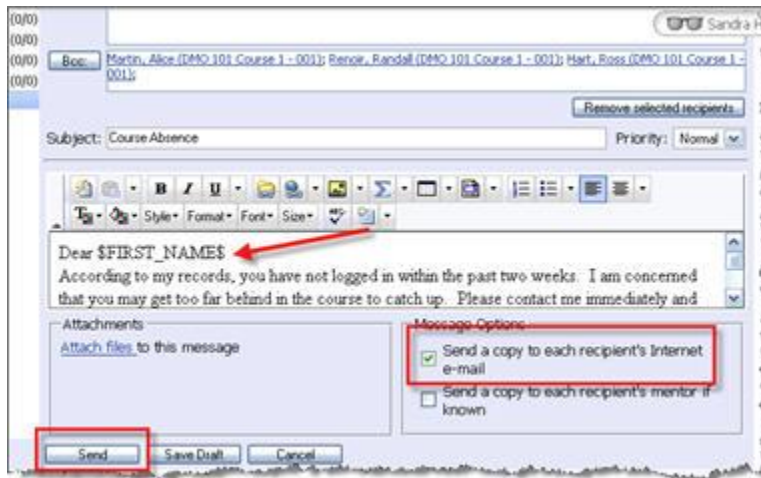 (0/0)
Sandra H
(0/0)
(0/0)
Bcc:
Martin, Alice (DMO 101 Course 1 - 001); Renoir, Randall (DMO 101 Course 1 - 001); Hart, Ross (DMO 101 Course 1 -
(0/0)
001);
Remove selected recipients
Subject: Course Absence
Priority: Normal
B I U
Style Format Font Size
Dear $FIRST_NAME$
According to my records, you have not logged in within the past two weeks. I am concerned
that you may get too far behind in the course to catch up. Please contact me immediately and
Attachments
Attach files to this message
Message Options
Send a copy to each recipient's Internet
e-mail
Send a copy to each recipient's mentor if
known
Send
Save Draft
Cancel